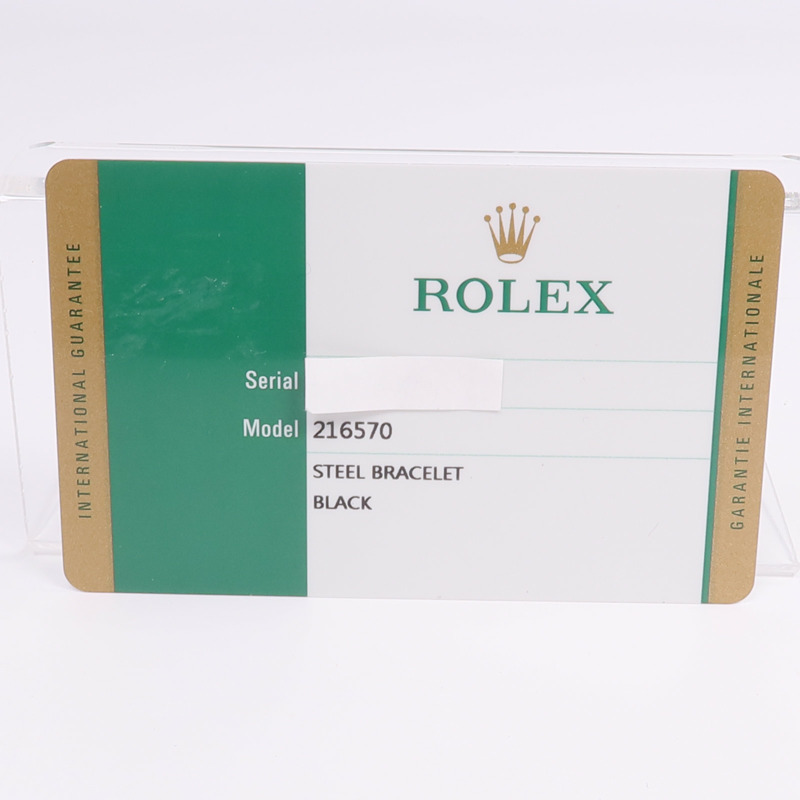 INTERNATIONAL GUARANTEE
ROLEX
Serial
Model 216570
STEEL BRACELET
BLACK
GARANTIE INTERNATIONALE